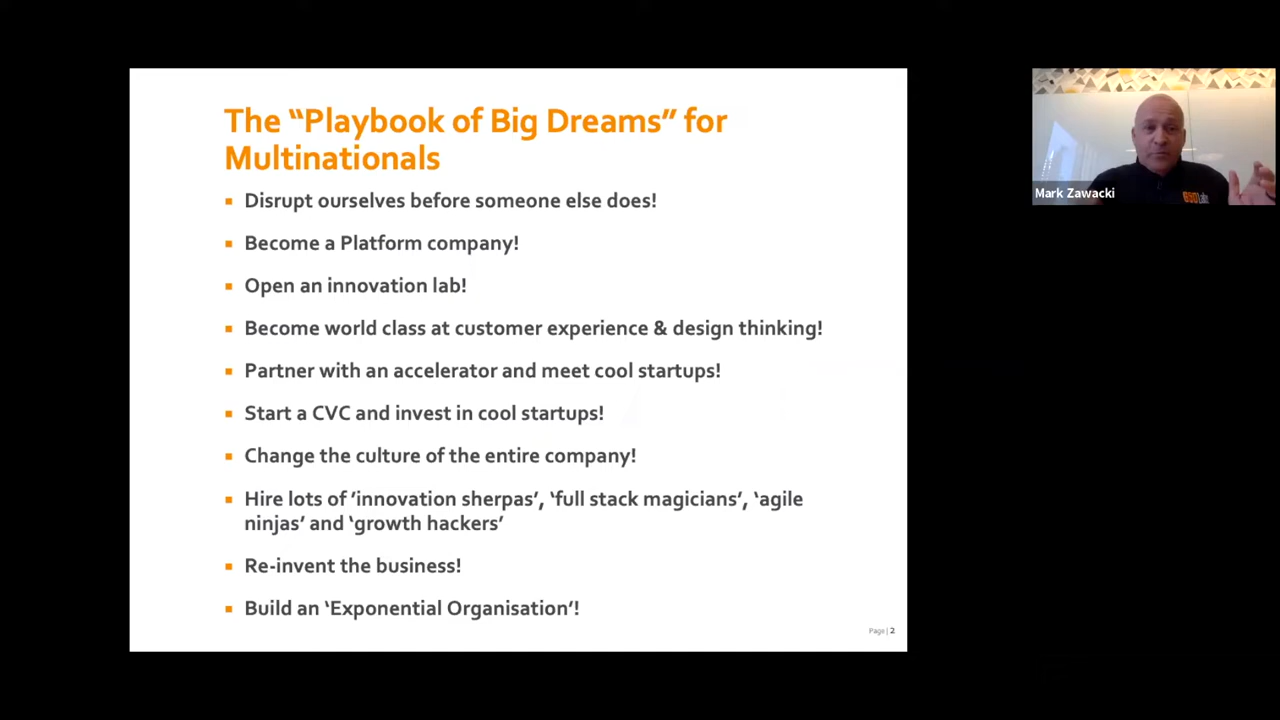 The “Playbook of Big Dreams” for
Multinationals
▪ Disrupt ourselves before someone else does!
▪ Become a Platform company!
▪ Open an innovation lab!
▪ Become world class at customer experience & design thinking!
▪ Partner with an accelerator and meet cool startups!
▪ Start a CVC and invest in cool startups!
▪ Change the culture of the entire company!
▪ Hire lots of ‘innovation sherpas’, ‘full stack magicians’, ‘agile
ninjas’ and ‘growth hackers’
▪ Re-invent the business!
▪ Build an ‘Exponential Organisation’!
Page | 2
Mark Zawacki
650Labs